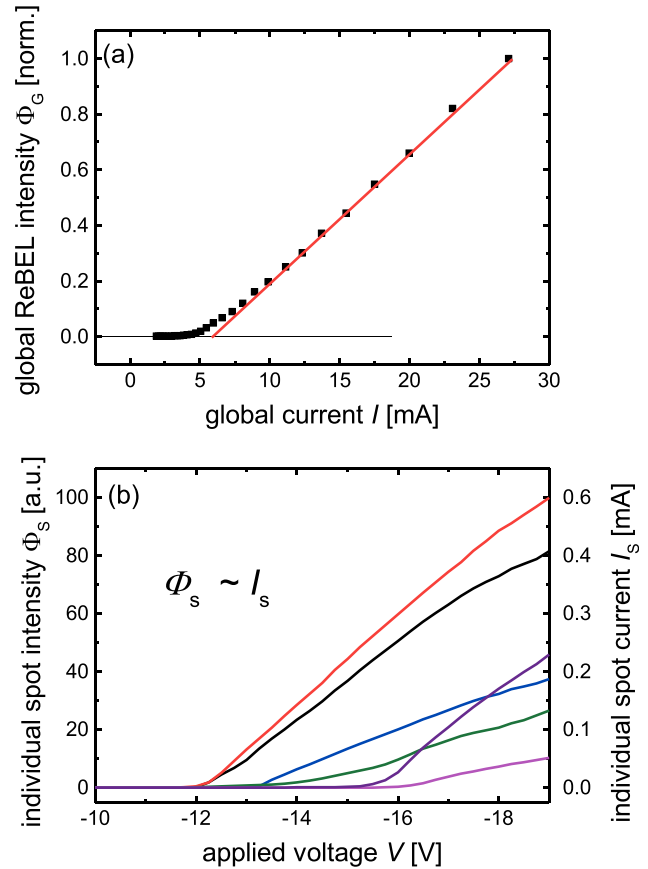 (a)
global ReBEL intensity Φ_G [norm.]
1.0
0.8
0.6
0.4
0.2
0.0
0 5 10 15 20 25 30
global current I [mA]
(b)
individual spot intensity Φ_S [a.u.]
100
80
60
40
20
0
Φ_s ~ I_s
0.6
0.4
0.3
0.2
0.1
0.0
individual spot current I_S [mA]
-10 -12 -14 -16 -18
applied voltage V [V]